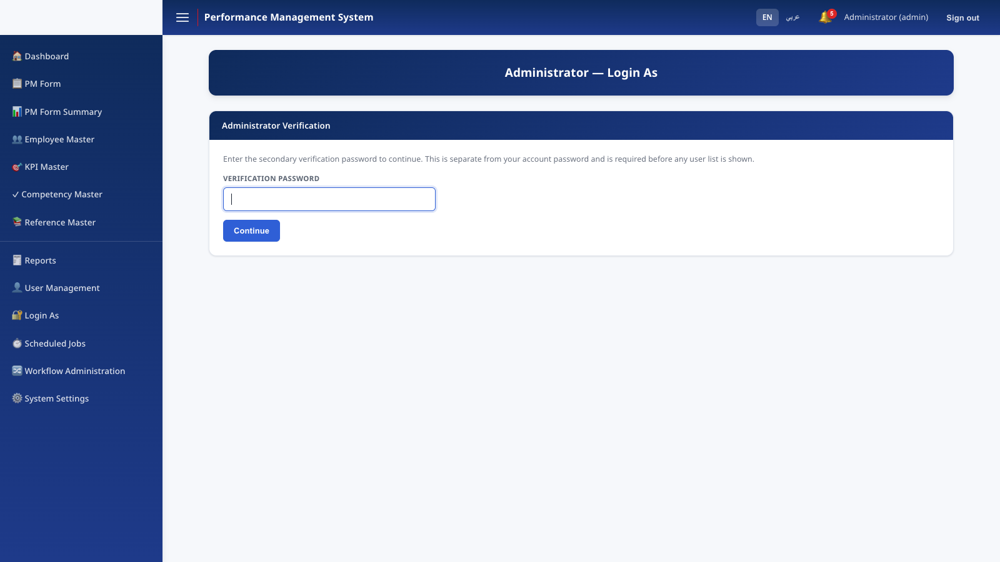 Performance Management System
EN
عربي
5
Administrator (admin)
Sign out
Dashboard
PM Form
PM Form Summary
Employee Master
KPI Master
Competency Master
Reference Master
Reports
User Management
Login As
Scheduled Jobs
Workflow Administration
System Settings
Administrator — Login As
Administrator Verification
Enter the secondary verification password to continue. This is separate from your account password and is required before any user list is shown.
VERIFICATION PASSWORD
Continue